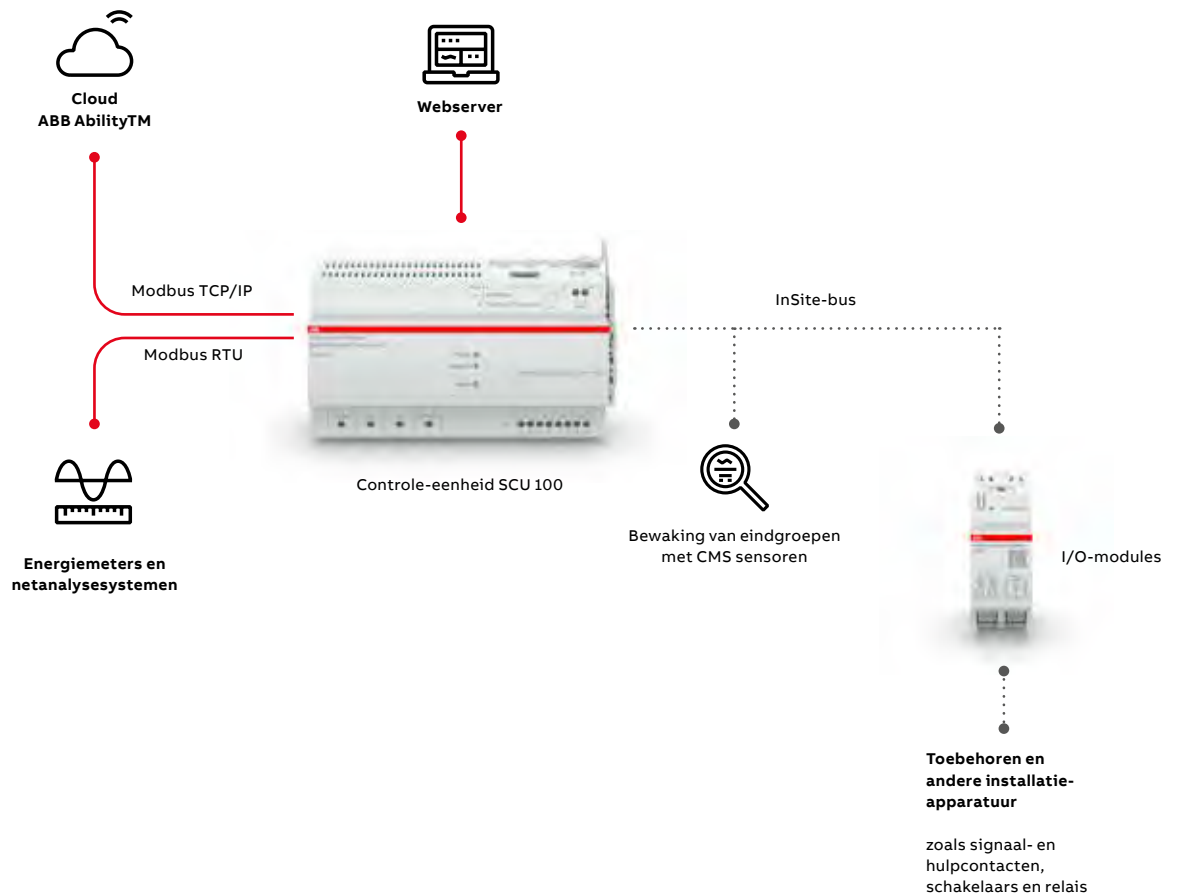 Cloud
ABB AbilityTM
Webserver
Modbus TCP/IP
InSite-bus
Modbus RTU
Controle-eenheid SCU 100
Bewaking van eindgroepen
met CMS sensoren
I/O-modules
Energiemeters en
netanalysesystemen
Toebehoren en
andere installatie-
apparatuur
zoals signaal- en
hulpcontacten,
schakelaars en relais